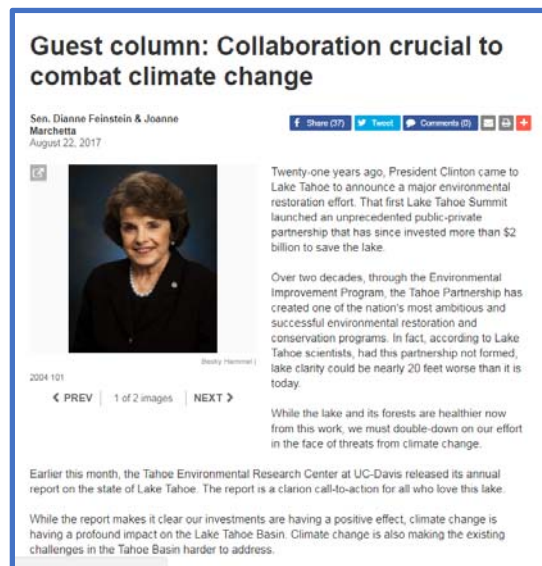 Guest column: Collaboration crucial to
combat climate change
Sen. Dianne Feinstein & Joanne
Marchetta
August 22, 2017
Share (37)
Tweet
Comments (0)
Twenty-one years ago, President Clinton came to
Lake Tahoe to announce a major environmental
restoration effort. That first Lake Tahoe Summit
launched an unprecedented public-private
partnership that has since invested more than $2
billion to save the lake.
Over two decades, through the Environmental
Improvement Program, the Tahoe Partnership has
created one of the nation's most ambitious and
successful environmental restoration and
conservation programs. In fact, according to Lake
Tahoe scientists, had this partnership not formed,
lake clarity could be nearly 20 feet worse than it is
today.
While the lake and its forests are healthier now
from this work, we must double-down on our effort
in the face of threats from climate change.
Becky Hammel |
2004 101
PREV
1 of 2 images
NEXT
Earlier this month, the Tahoe Environmental Research Center at UC-Davis released its annual
report on the state of Lake Tahoe. The report is a clarion call-to-action for all who love this lake.
While the report makes it clear our investments are having a positive effect, climate change is
having a profound impact on the Lake Tahoe Basin. Climate change is also making the existing
challenges in the Tahoe Basin harder to address.